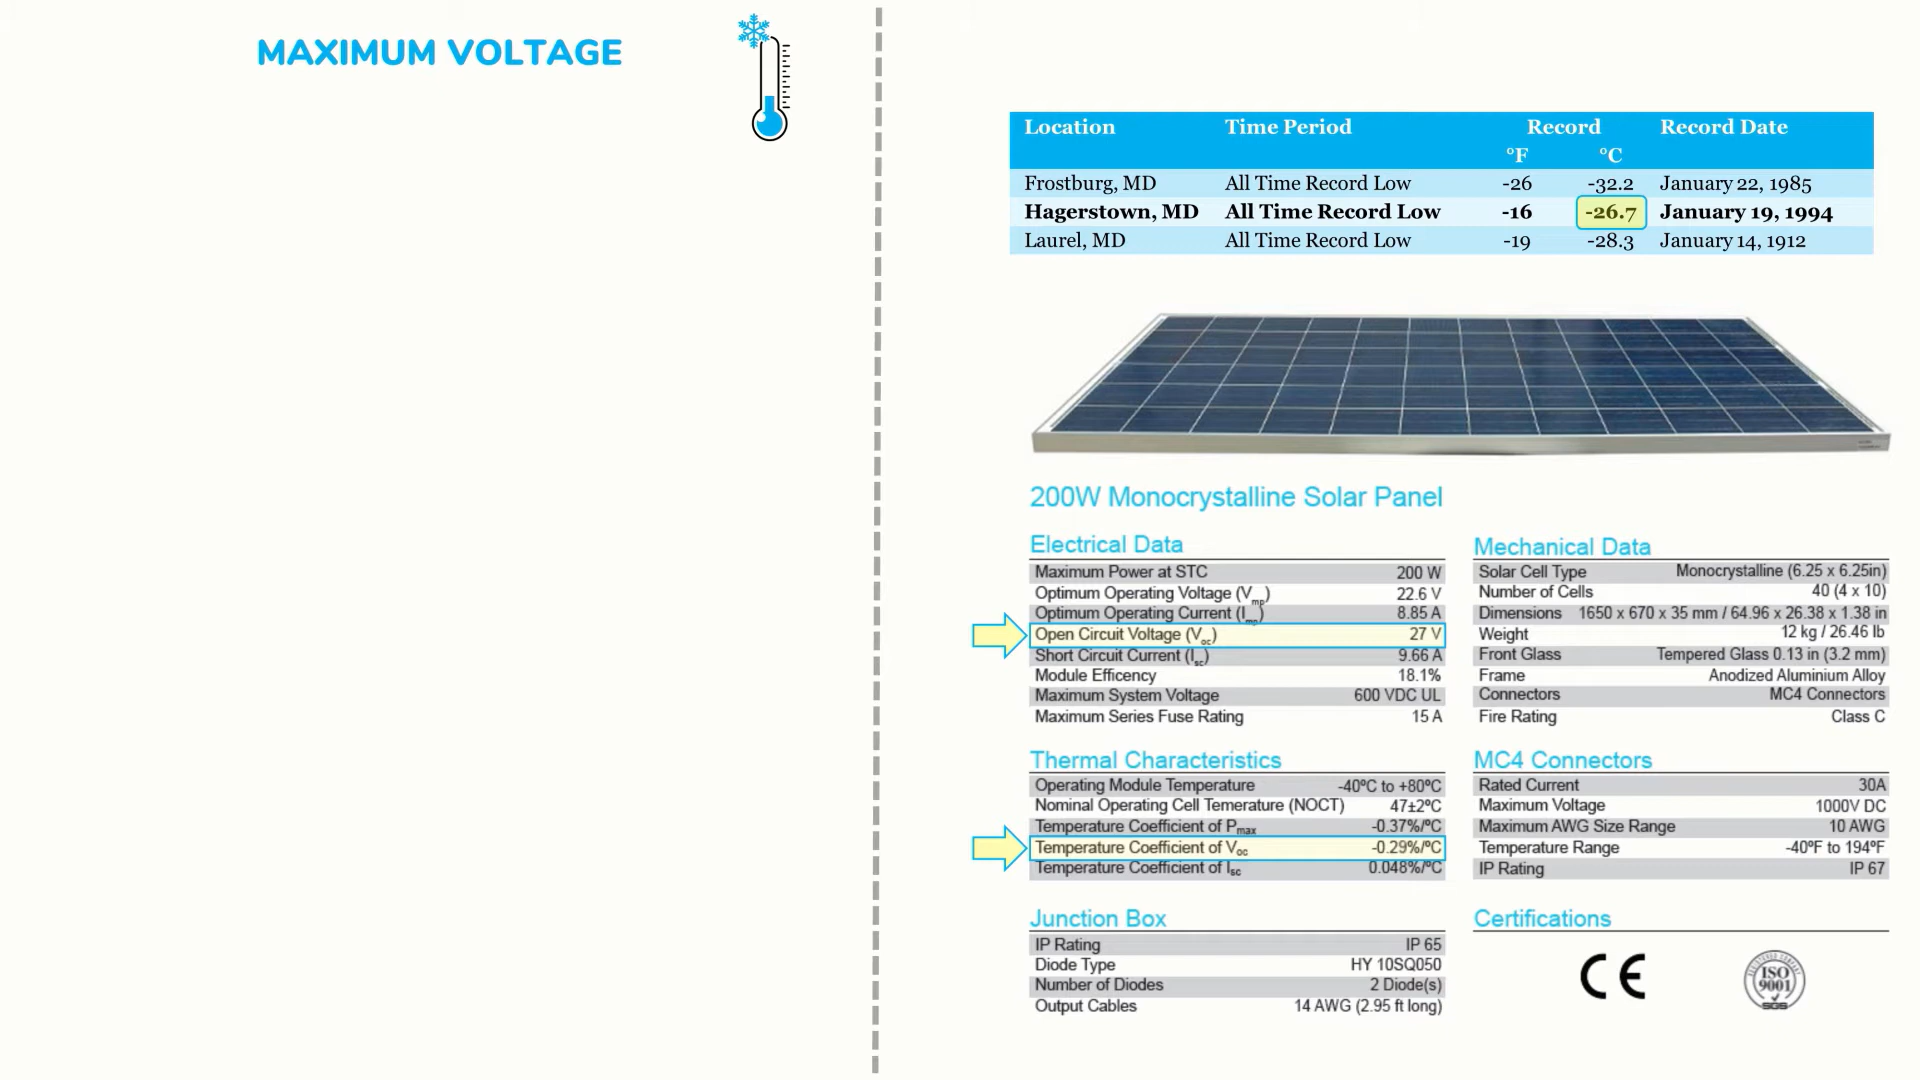 MAXIMUM VOLTAGE
Location Time Period Record Record Date
°F °C
Frostburg, MD All Time Record Low -26 -32.2 January 22, 1985
Hagerstown, MD All Time Record Low -16 -26.7 January 19, 1994
Laurel, MD All Time Record Low -19 -28.3 January 14, 1912
200W Monocrystalline Solar Panel
Electrical Data
Maximum Power at STC 200 W
Optimum Operating Voltage (Vmp) 22.6 V
Optimum Operating Current (Imp) 8.85 A
Open Circuit Voltage (Voc) 27 V
Short Circuit Current (Isc) 9.66 A
Module Efficency 18.1%
Maximum System Voltage 600 VDC UL
Maximum Series Fuse Rating 15 A
Mechanical Data
Solar Cell Type Monocrystalline (6.25 x 6.25in)
Number of Cells 40 (4 x 10)
Dimensions 1650 x 670 x 35 mm / 64.96 x 26.38 x 1.38 in
Weight 12 kg / 26.46 lb
Front Glass Tempered Glass 0.13 in (3.2 mm)
Frame Anodized Aluminium Alloy
Connectors MC4 Connectors
Fire Rating Class C
Thermal Characteristics
Operating Module Temperature -40ºC to +80ºC
Nominal Operating Cell Temerature (NOCT) 47±2ºC
Temperature Coefficient of Pmax -0.37%/ºC
Temperature Coefficient of Voc -0.29%/ºC
Temperature Coefficient of Isc 0.048%/ºC
MC4 Connectors
Rated Current 30A
Maximum Voltage 1000V DC
Maximum AWG Size Range 10 AWG
Temperature Range -40ºF to 194ºF
IP Rating IP 67
Junction Box
IP Rating IP 65
Diode Type HY 10SQ050
Number of Diodes 2 Diode(s)
Output Cables 14 AWG (2.95 ft long)
Certifications
CE
ISO
9001
SGS